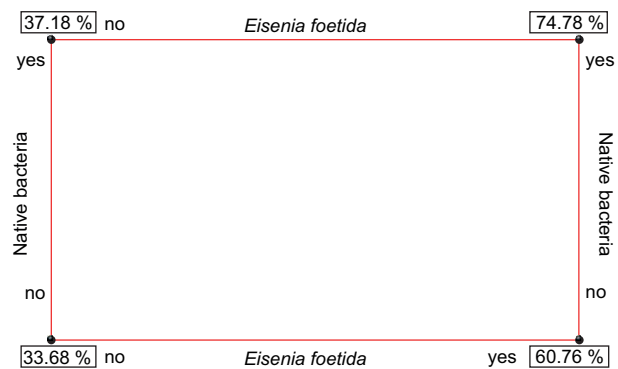 37.18 % no Eisenia foetida 74.78 %
yes yes
Native bacteria Native bacteria
no no
33.68 % no Eisenia foetida yes 60.76 %